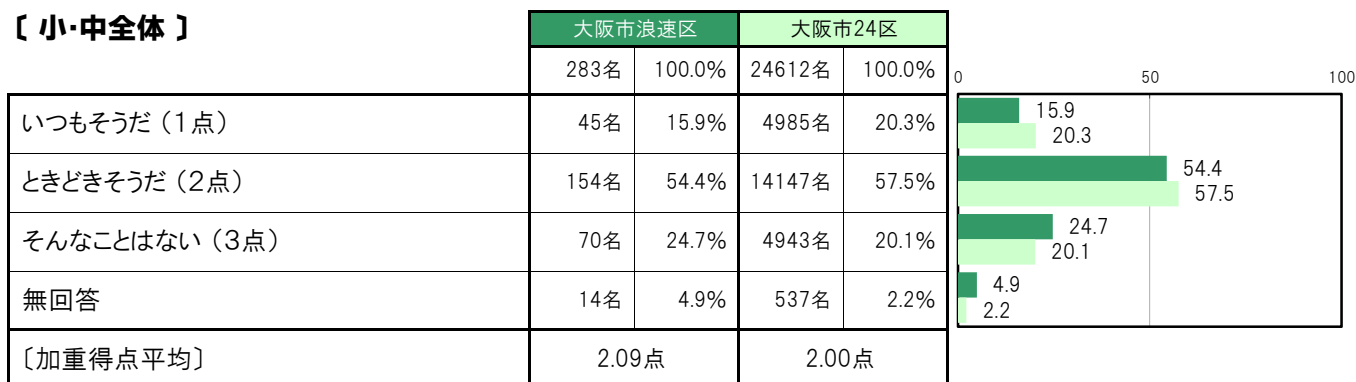 〔 小・中全体 〕
大阪市浪速区 大阪市24区
283名 100.0% 24612名 100.0%
0 50 100
いつもそうだ（１点） 45名 15.9% 4985名 20.3%
15.9
20.3
ときどきそうだ（２点） 154名 54.4% 14147名 57.5%
54.4
57.5
そんなことはない（３点） 70名 24.7% 4943名 20.1%
24.7
20.1
無回答 14名 4.9% 537名 2.2%
4.9
2.2
〔加重得点平均〕 2.09点 2.00点